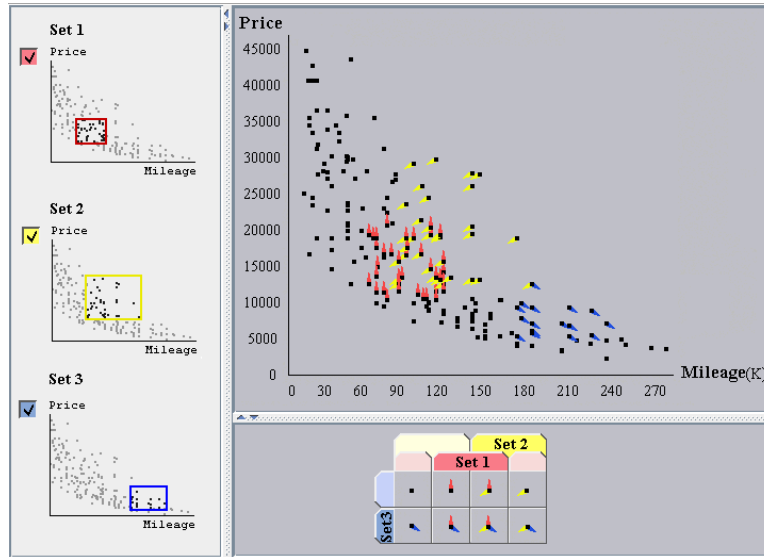 Set 1
Price
Mileage
Set 2
Price
Mileage
Set 3
Price
Mileage
Price
45000
40000
35000
30000
25000
20000
15000
10000
5000
0
0 30 60 90 120 150 180 210 240 270
Mileage(K)
Set 2
Set 1
Set3